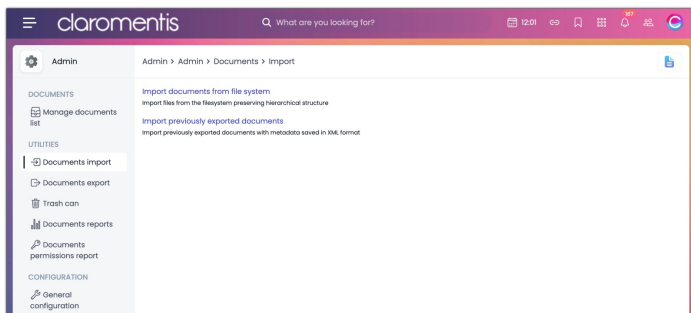 claromentis
What are you looking for?
12:01
187
Admin
Admin > Admin > Documents > Import
DOCUMENTS
Manage documents
list
UTILITIES
Documents import
Documents export
Trash can
Documents reports
Documents
permissions report
CONFIGURATION
General
configuration
Import documents from file system
Import files from the filesystem preserving hierarchical structure
Import previously exported documents
Import previously exported documents with metadata saved in XML format